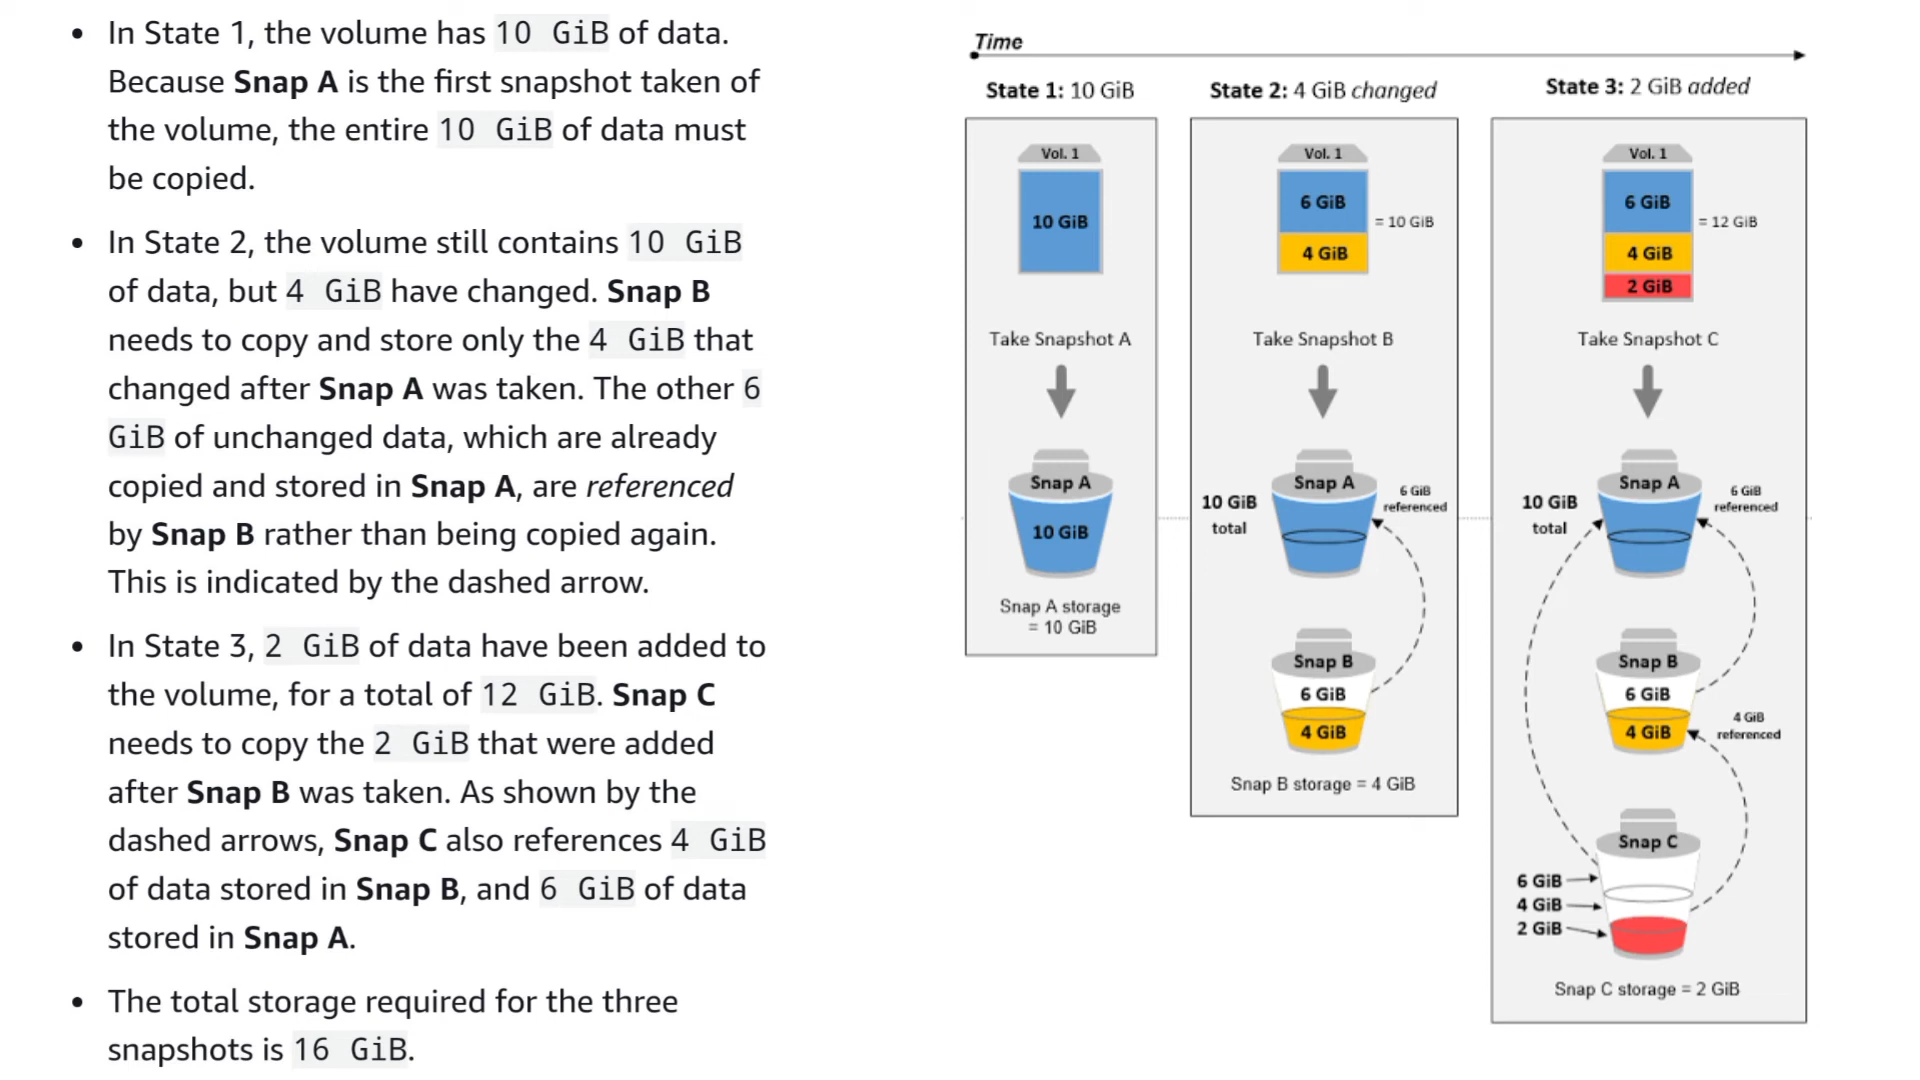 • In State 1, the volume has 10 GiB of data.
Because Snap A is the first snapshot taken of
the volume, the entire 10 GiB of data must
be copied.
• In State 2, the volume still contains 10 GiB
of data, but 4 GiB have changed. Snap B
needs to copy and store only the 4 GiB that
changed after Snap A was taken. The other 6
GiB of unchanged data, which are already
copied and stored in Snap A, are referenced
by Snap B rather than being copied again.
This is indicated by the dashed arrow.
• In State 3, 2 GiB of data have been added to
the volume, for a total of 12 GiB. Snap C
needs to copy the 2 GiB that were added
after Snap B was taken. As shown by the
dashed arrows, Snap C also references 4 GiB
of data stored in Snap B, and 6 GiB of data
stored in Snap A.
• The total storage required for the three
snapshots is 16 GiB.
Time
State 1: 10 GiB
Vol. 1
10 GiB
Take Snapshot A
Snap A
10 GiB
Snap A storage
= 10 GiB
State 2: 4 GiB changed
Vol. 1
6 GiB
= 10 GiB
4 GiB
Take Snapshot B
Snap A
10 GiB
total
6 GiB
referenced
Snap B
6 GiB
4 GiB
Snap B storage = 4 GiB
State 3: 2 GiB added
Vol. 1
6 GiB
= 12 GiB
4 GiB
2 GiB
Take Snapshot C
Snap A
10 GiB
total
6 GiB
referenced
Snap B
6 GiB
4 GiB
4 GiB
referenced
Snap C
6 GiB
4 GiB
2 GiB
Snap C storage = 2 GiB